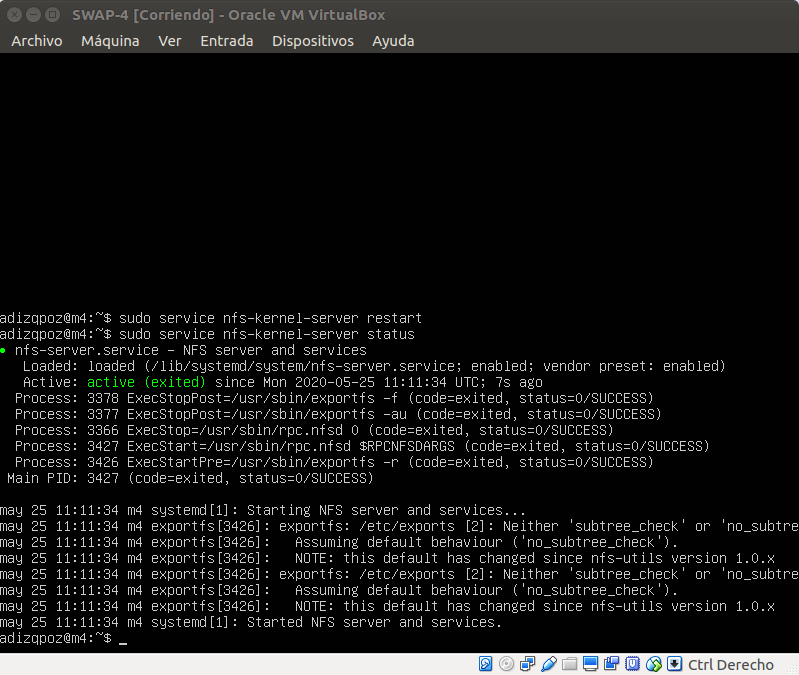 SWAP-4 [Corriendo] - Oracle VM VirtualBox
Archivo Máquina Ver Entrada Dispositivos Ayuda
adizqpoz@m4:~$ sudo service nfs-kernel-server restart
adizqpoz@m4:~$ sudo service nfs-kernel-server status
● nfs-server.service - NFS server and services
   Loaded: loaded (/lib/systemd/system/nfs-server.service; enabled; vendor preset: enabled)
   Active: active (exited) since Mon 2020-05-25 11:11:34 UTC; 7s ago
  Process: 3378 ExecStopPost=/usr/sbin/exportfs -f (code=exited, status=0/SUCCESS)
  Process: 3377 ExecStopPost=/usr/sbin/exportfs -au (code=exited, status=0/SUCCESS)
  Process: 3366 ExecStop=/usr/sbin/rpc.nfsd 0 (code=exited, status=0/SUCCESS)
  Process: 3427 ExecStart=/usr/sbin/rpc.nfsd $RPCNFSDARGS (code=exited, status=0/SUCCESS)
  Process: 3426 ExecStartPre=/usr/sbin/exportfs -r (code=exited, status=0/SUCCESS)
 Main PID: 3427 (code=exited, status=0/SUCCESS)
may 25 11:11:34 m4 systemd[1]: Starting NFS server and services...
may 25 11:11:34 m4 exportfs[3426]: exportfs: /etc/exports [2]: Neither 'subtree_check' or 'no_subtre
may 25 11:11:34 m4 exportfs[3426]:   Assuming default behaviour ('no_subtree_check').
may 25 11:11:34 m4 exportfs[3426]:   NOTE: this default has changed since nfs-utils version 1.0.x
may 25 11:11:34 m4 exportfs[3426]: exportfs: /etc/exports [2]: Neither 'subtree_check' or 'no_subtre
may 25 11:11:34 m4 exportfs[3426]:   Assuming default behaviour ('no_subtree_check').
may 25 11:11:34 m4 exportfs[3426]:   NOTE: this default has changed since nfs-utils version 1.0.x
may 25 11:11:34 m4 systemd[1]: Started NFS server and services.
adizqpoz@m4:~$ _
Ctrl Derecho